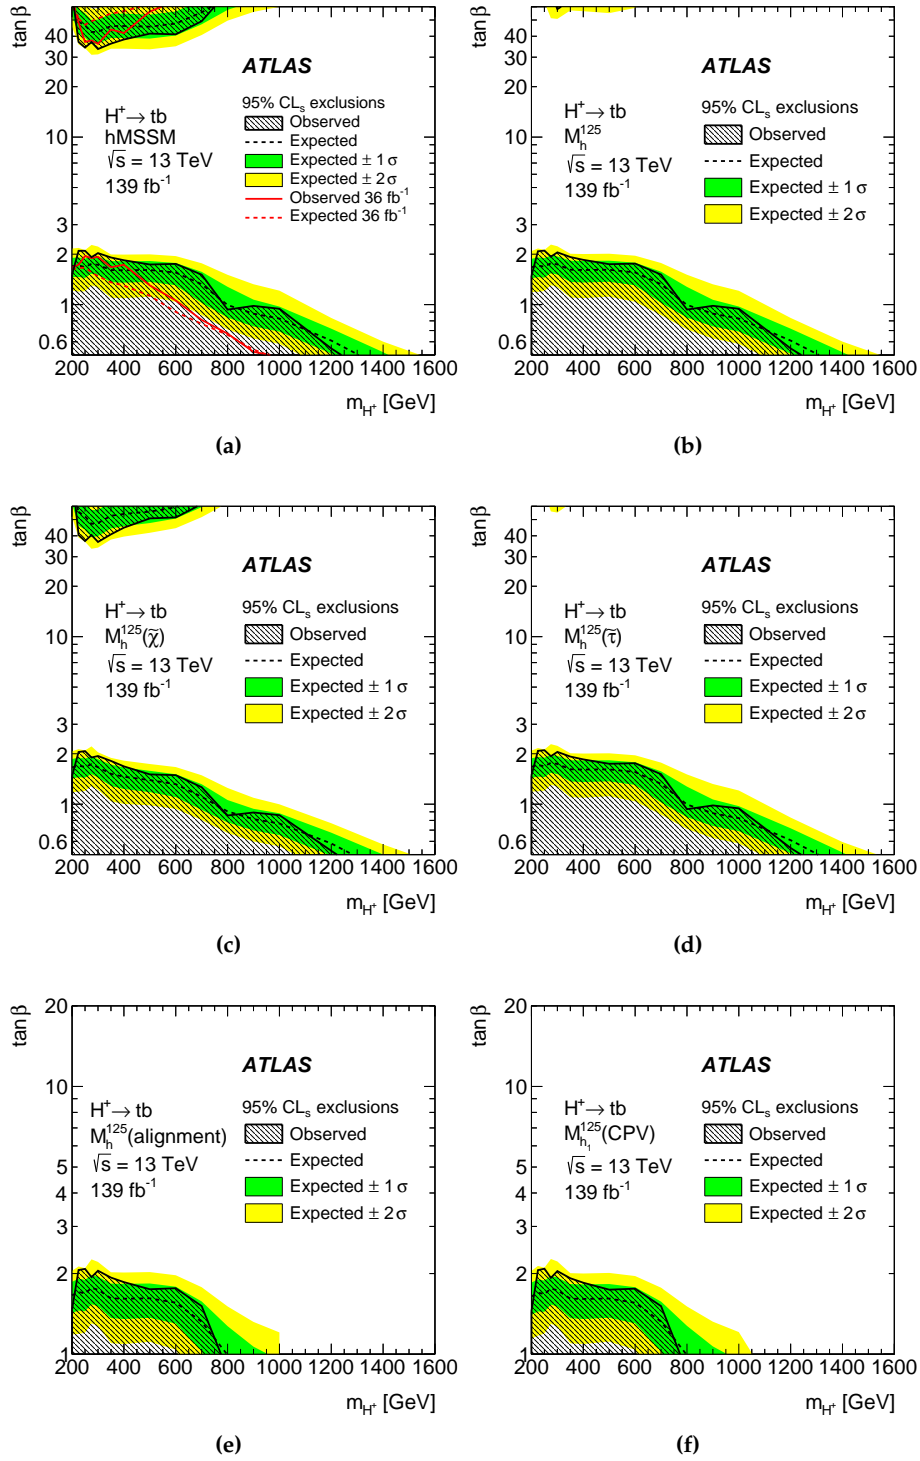 tanβ
40
30
20
10
3
2
1
0.6
ATLAS
H⁺→ tb
hMSSM
√s = 13 TeV
139 fb⁻¹
95% CLₛ exclusions
Observed
Expected
Expected ± 1σ
Expected ± 2σ
Observed 36 fb⁻¹
Expected 36 fb⁻¹
200 400 600 800 1000 1200 1400 1600
m_H⁺ [GeV]
(a)
tanβ
40
30
20
10
3
2
1
0.6
ATLAS
H⁺→ tb
M_h^125
√s = 13 TeV
139 fb⁻¹
95% CLₛ exclusions
Observed
Expected
Expected ± 1σ
Expected ± 2σ
200 400 600 800 1000 1200 1400 1600
m_H⁺ [GeV]
(b)
tanβ
40
30
20
10
3
2
1
0.6
ATLAS
H⁺→ tb
M_h^125(χ̃)
√s = 13 TeV
139 fb⁻¹
95% CLₛ exclusions
Observed
Expected
Expected ± 1σ
Expected ± 2σ
200 400 600 800 1000 1200 1400 1600
m_H⁺ [GeV]
(c)
tanβ
40
30
20
10
3
2
1
0.6
ATLAS
H⁺→ tb
M_h^125(τ̃)
√s = 13 TeV
139 fb⁻¹
95% CLₛ exclusions
Observed
Expected
Expected ± 1σ
Expected ± 2σ
200 400 600 800 1000 1200 1400 1600
m_H⁺ [GeV]
(d)
tanβ
20
10
5
4
3
2
1
ATLAS
H⁺→ tb
M_h^125(alignment)
√s = 13 TeV
139 fb⁻¹
95% CLₛ exclusions
Observed
Expected
Expected ± 1σ
Expected ± 2σ
200 400 600 800 1000 1200 1400 1600
m_H⁺ [GeV]
(e)
tanβ
20
10
5
4
3
2
1
ATLAS
H⁺→ tb
M_h₁^125(CPV)
√s = 13 TeV
139 fb⁻¹
95% CLₛ exclusions
Observed
Expected
Expected ± 1σ
Expected ± 2σ
200 400 600 800 1000 1200 1400 1600
m_H⁺ [GeV]
(f)